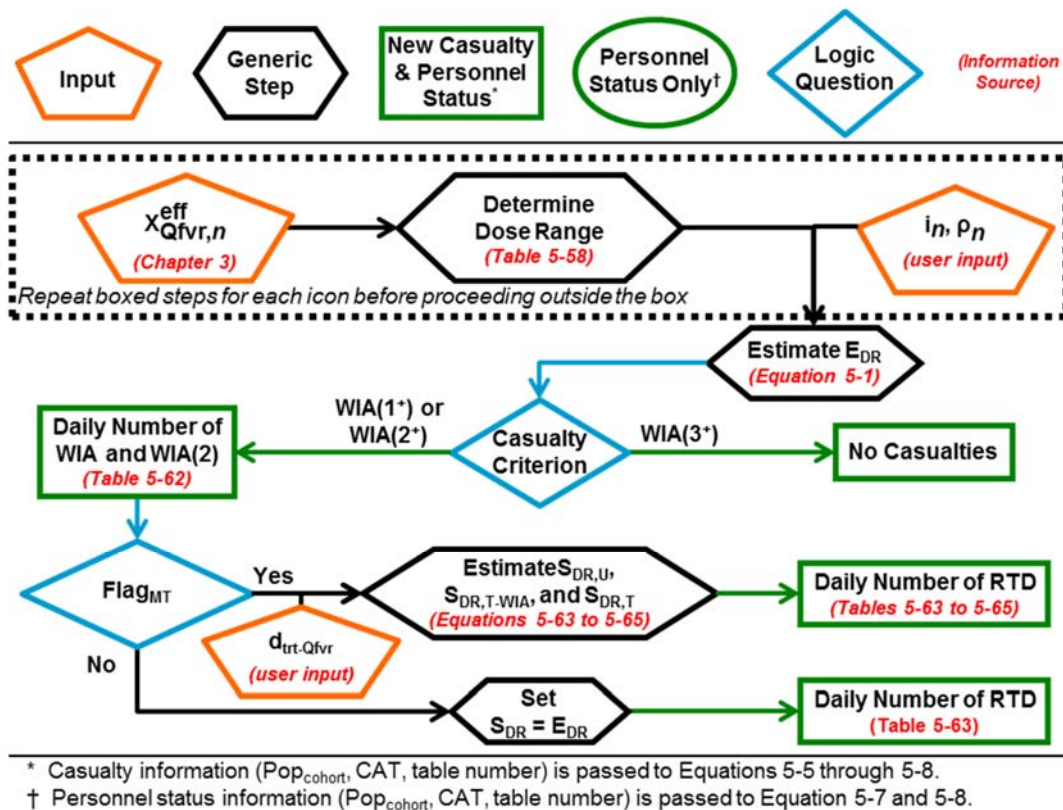 Input
Generic
Step
New Casualty
& Personnel
Status*
Personnel
Status Only†
Logic
Question
(Information
Source)
X^eff_Qfvr,n
(Chapter 3)
Determine
Dose Range
(Table 5-58)
i_n, ρ_n
(user input)
Repeat boxed steps for each icon before proceeding outside the box
Estimate E_DR
(Equation 5-1)
Daily Number of
WIA and WIA(2)
(Table 5-62)
WIA(1⁺) or
WIA(2⁺)
Casualty
Criterion
WIA(3⁺)
No Casualties
Flag_MT
Yes
No
d_trt-Qfvr
(user input)
EstimateS_DR,U,
S_DR,T-WIA, and S_DR,T
(Equations 5-63 to 5-65)
Daily Number of RTD
(Tables 5-63 to 5-65)
Set
S_DR = E_DR
Daily Number of RTD
(Table 5-63)
* Casualty information (Pop_cohort, CAT, table number) is passed to Equations 5-5 through 5-8.
† Personnel status information (Pop_cohort, CAT, table number) is passed to Equation 5-7 and 5-8.